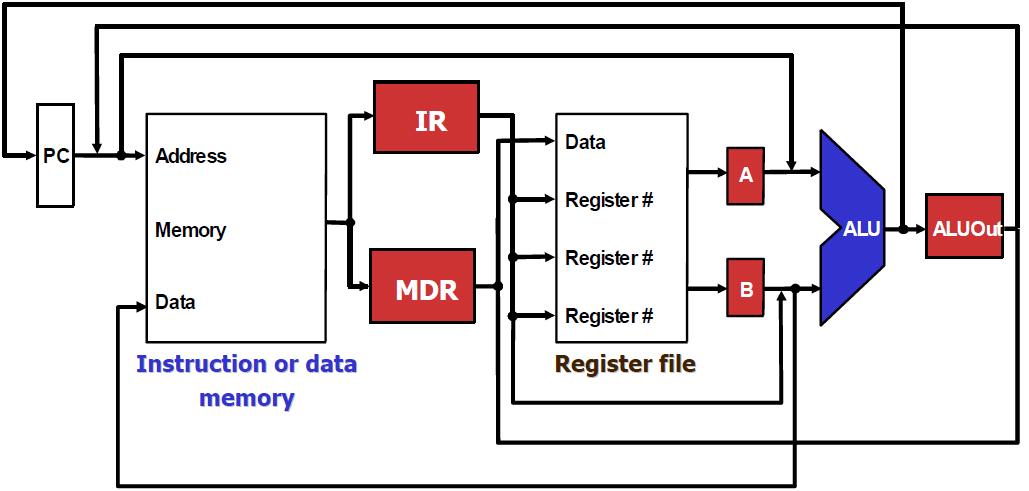 PC
Address
Memory
Data
Instruction or data
memory
IR
MDR
Data
Register #
Register #
Register #
Register file
A
B
ALU
ALUOut